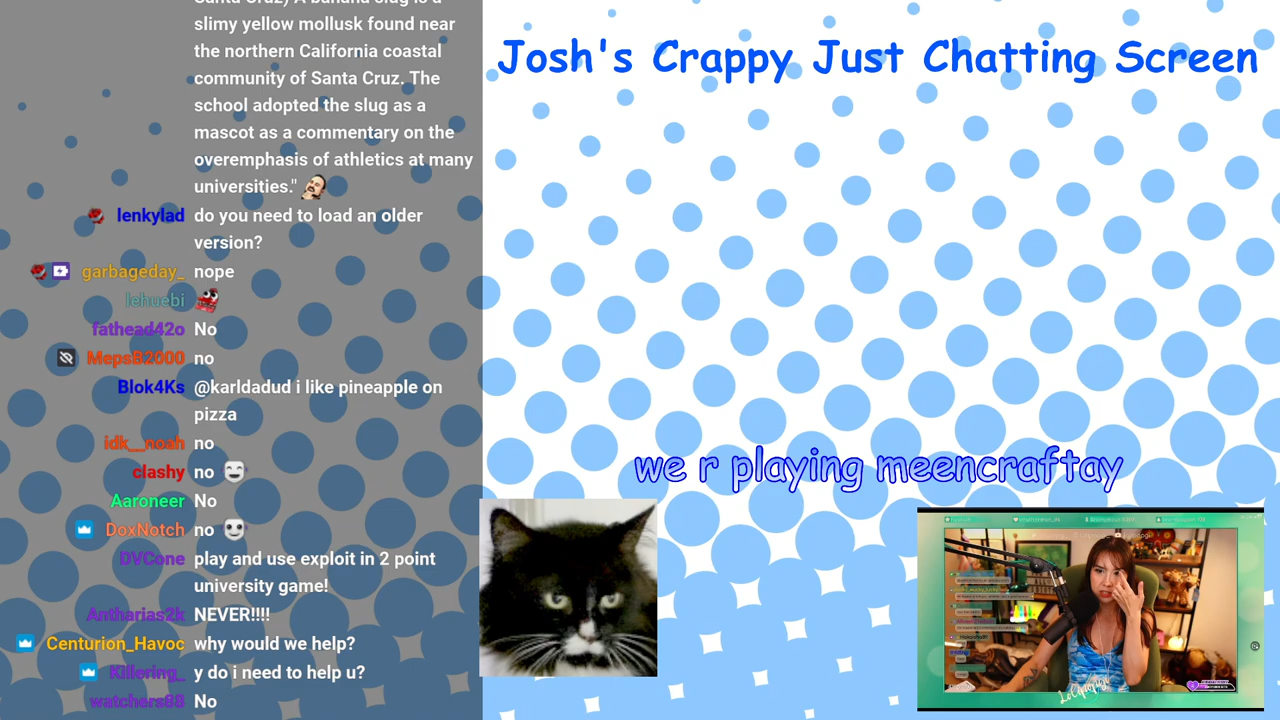 Santa Cruz) A banana slug is a
slimy yellow mollusk found near
the northern California coastal
community of Santa Cruz. The
school adopted the slug as a
mascot as a commentary on the
overemphasis of athletics at many
universities."
lenkylad do you need to load an older
version?
garbageday_ nope
lchuebi
fathead42o No
MepsB2000 no
Blok4Ks @karldadud i like pineapple on
pizza
idk__noah no
clashy no
Aaroneer No
DoxNotch no
DVCone play and use exploit in 2 point
university game!
Antharias2k NEVER!!!!
Centurion_Havoc why would we help?
Killering_ y do i need to help u?
watchers88 No
Josh's Crappy Just Chatting Screen
we r playing meencraftay